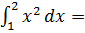 ∫₁² x² dx =